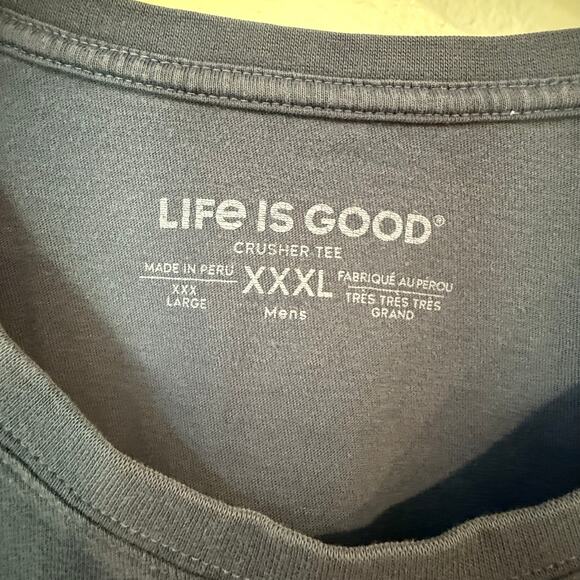 LIFE IS GOOD®
CRUSHER TEE
MADE IN PERU
XXX
LARGE
XXXL
Mens
FABRIQUÉ AU PÉROU
TRÈS TRÈS TRÈS
GRAND